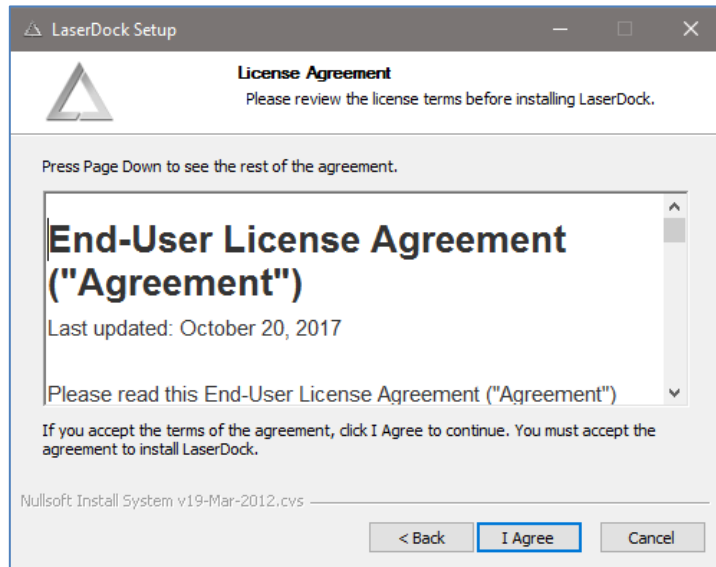 LaserDock Setup
License Agreement
Please review the license terms before installing LaserDock.
Press Page Down to see the rest of the agreement.
End-User License Agreement
("Agreement")
Last updated: October 20, 2017
Please read this End-User License Agreement ("Agreement")
If you accept the terms of the agreement, click I Agree to continue. You must accept the
agreement to install LaserDock.
Nullsoft Install System v19-Mar-2012.cvs
< Back I Agree Cancel